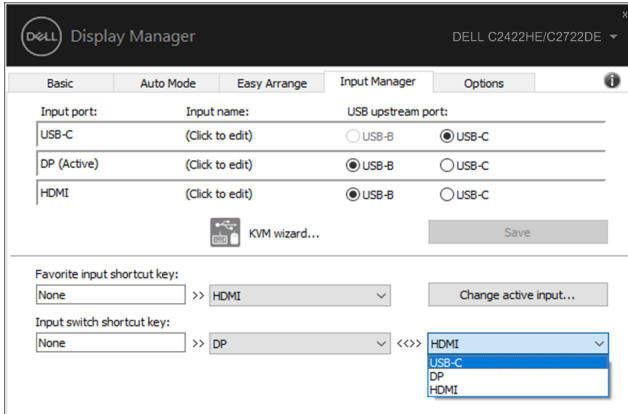 DELL Display Manager
x
DELL C2422HE/C2722DE
Basic Auto Mode Easy Arrange Input Manager Options i
Input port: Input name: USB upstream port:
USB-C (Click to edit) USB-B USB-C
DP (Active) (Click to edit) USB-B USB-C
HDMI (Click to edit) USB-B USB-C
KVM wizard... Save
Favorite input shortcut key:
None >> HDMI Change active input...
Input switch shortcut key:
None >> DP <<>> HDMI
USB-C
DP
HDMI